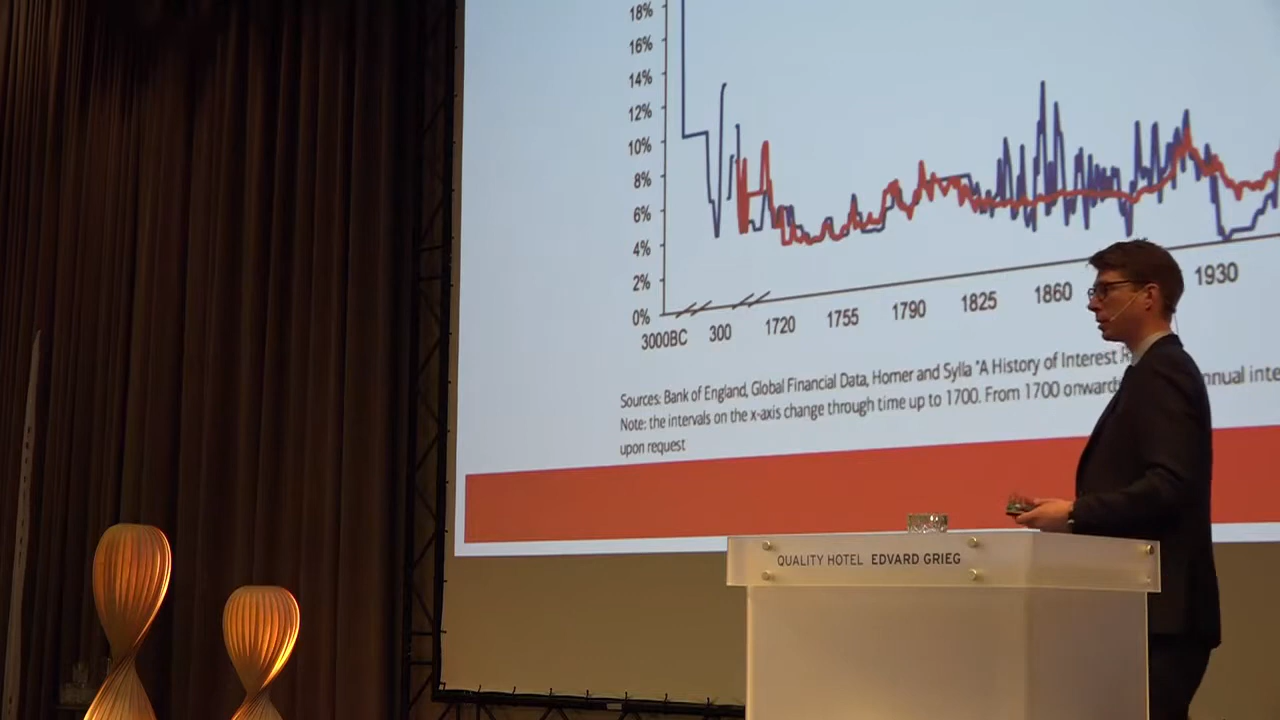 18%
16%
14%
12%
10%
8%
6%
4%
2%
0%
3000BC 300 1720 1755 1790 1825 1860 1930
Sources: Bank of England, Global Financial Data, Homer and Sylla "A History of Interest
Note: the intervals on the x-axis change through time up to 1700. From 1700 onwards
upon request
QUALITY HOTEL EDVARD GRIEG